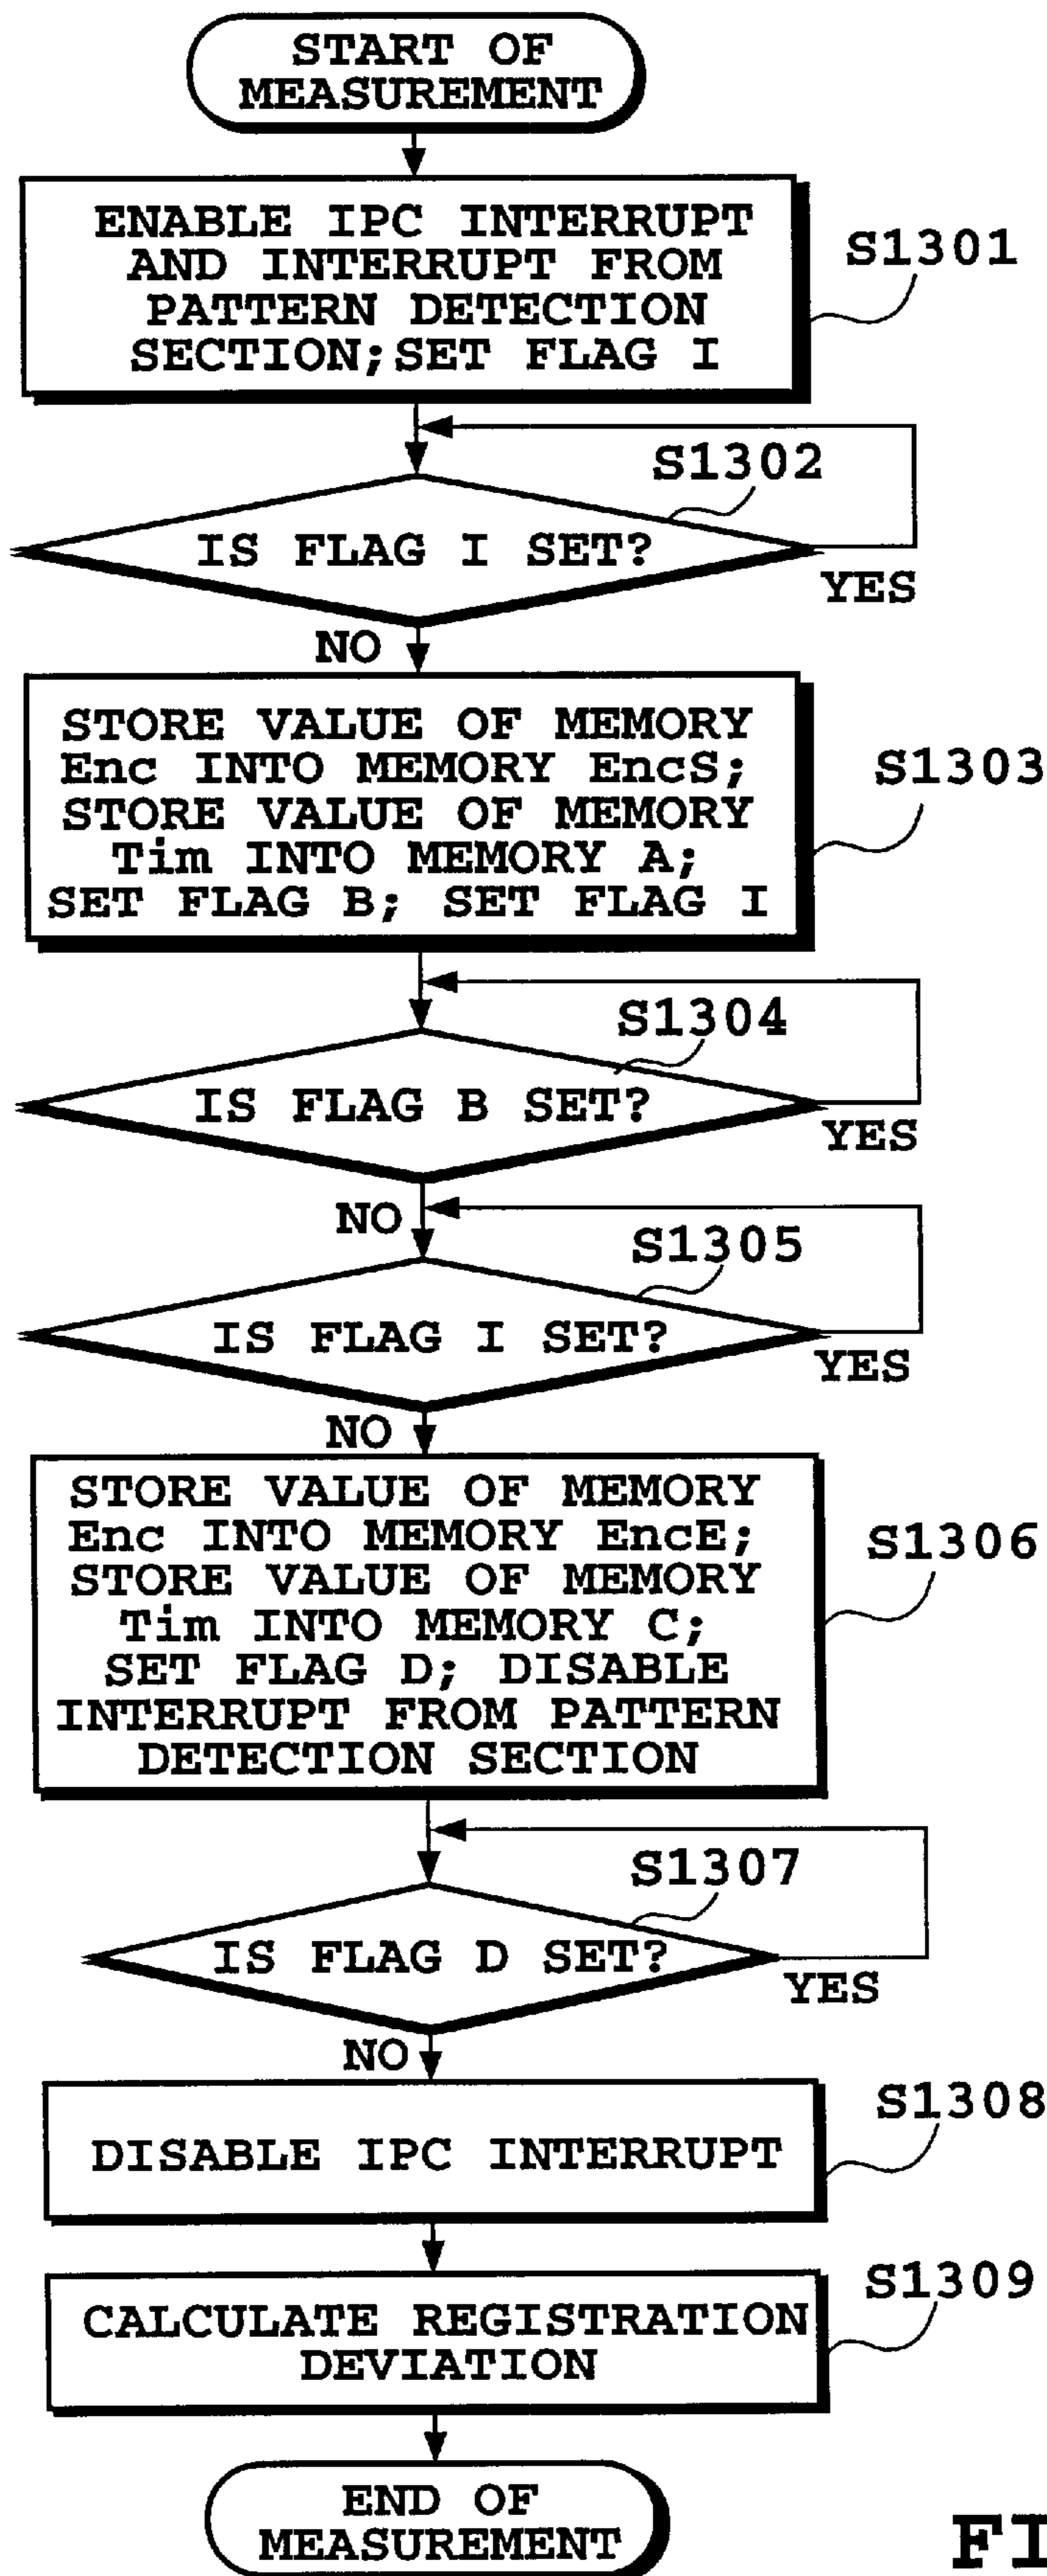 START OF
MEASUREMENT
ENABLE IPC INTERRUPT
AND INTERRUPT FROM
PATTERN DETECTION
SECTION;SET FLAG I
S1301
S1302
IS FLAG I SET?
YES
NO
STORE VALUE OF MEMORY
Enc INTO MEMORY EncS;
STORE VALUE OF MEMORY
Tim INTO MEMORY A;
SET FLAG B; SET FLAG I
S1303
S1304
IS FLAG B SET?
YES
NO
S1305
IS FLAG I SET?
YES
NO
STORE VALUE OF MEMORY
Enc INTO MEMORY EncE;
STORE VALUE OF MEMORY
Tim INTO MEMORY C;
SET FLAG D; DISABLE
INTERRUPT FROM PATTERN
DETECTION SECTION
S1306
S1307
IS FLAG D SET?
YES
NO
DISABLE IPC INTERRUPT
S1308
CALCULATE REGISTRATION
DEVIATION
S1309
END OF
MEASUREMENT
FI